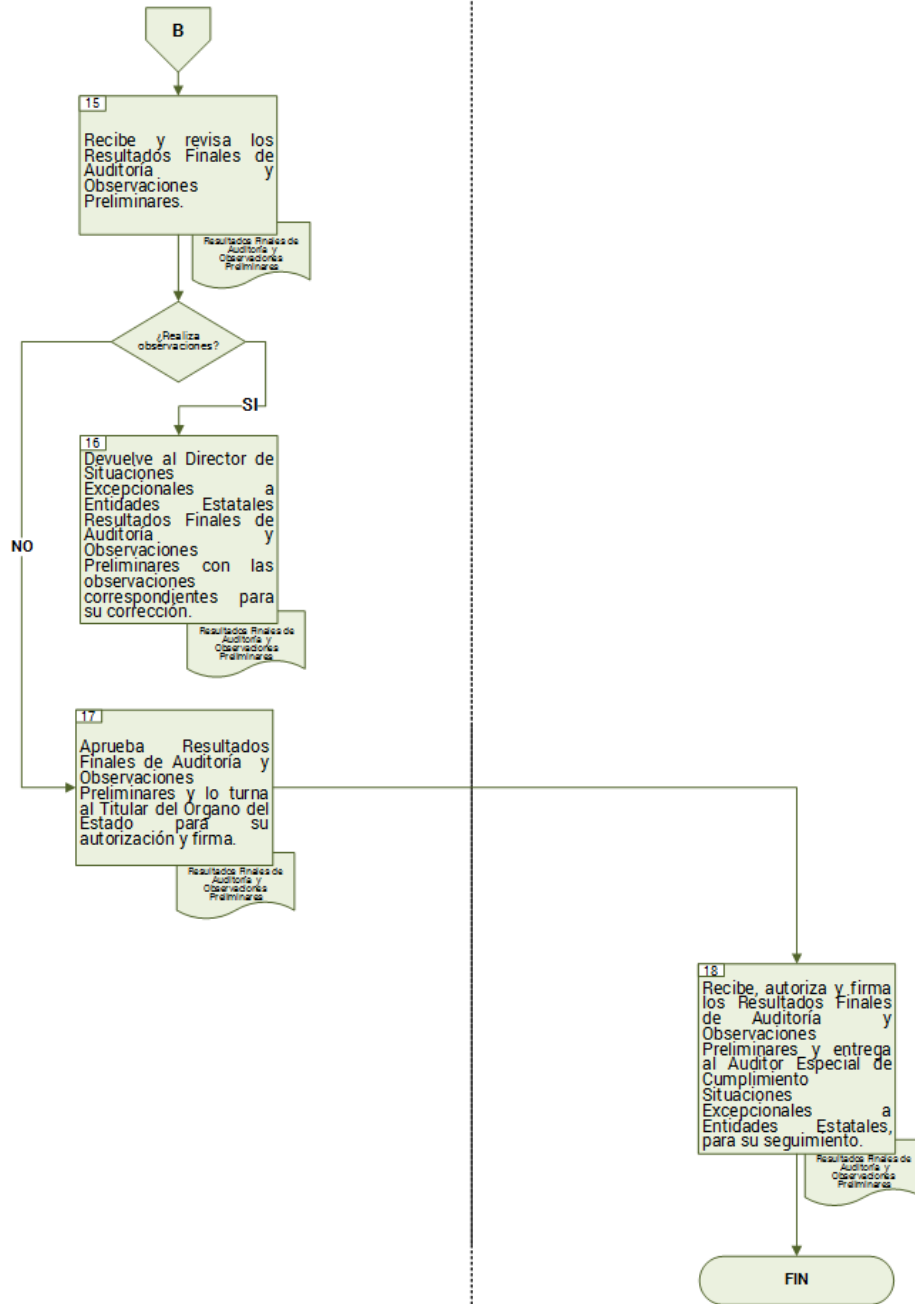 B
15
Recibe y revisa los
Resultados Finales de
Auditoría y
Observaciones
Preliminares.
Resultados Finales de
Auditoría y
Observaciones
Preliminares
¿Realiza
observaciones?
SI
16
Devuelve al Director de
Situaciones
Excepcionales a
Entidades Estatales
Resultados Finales de
Auditoría y
Observaciones
Preliminares con las
observaciones
correspondientes para
su corrección.
NO
Resultados Finales de
Auditoría y
Observaciones
Preliminares
17
Aprueba Resultados
Finales de Auditoría y
Observaciones
Preliminares y lo turna
al Titular del Órgano del
Estado para su
autorización y firma.
Resultados Finales de
Auditoría y
Observaciones
Preliminares
18
Recibe, autoriza y firma
los Resultados Finales
de Auditoría y
Observaciones
Preliminares y entrega
al Auditor Especial de
Cumplimiento
Situaciones
Excepcionales a
Entidades Estatales,
para su seguimiento.
Resultados Finales de
Auditoría y
Observaciones
Preliminares
FIN